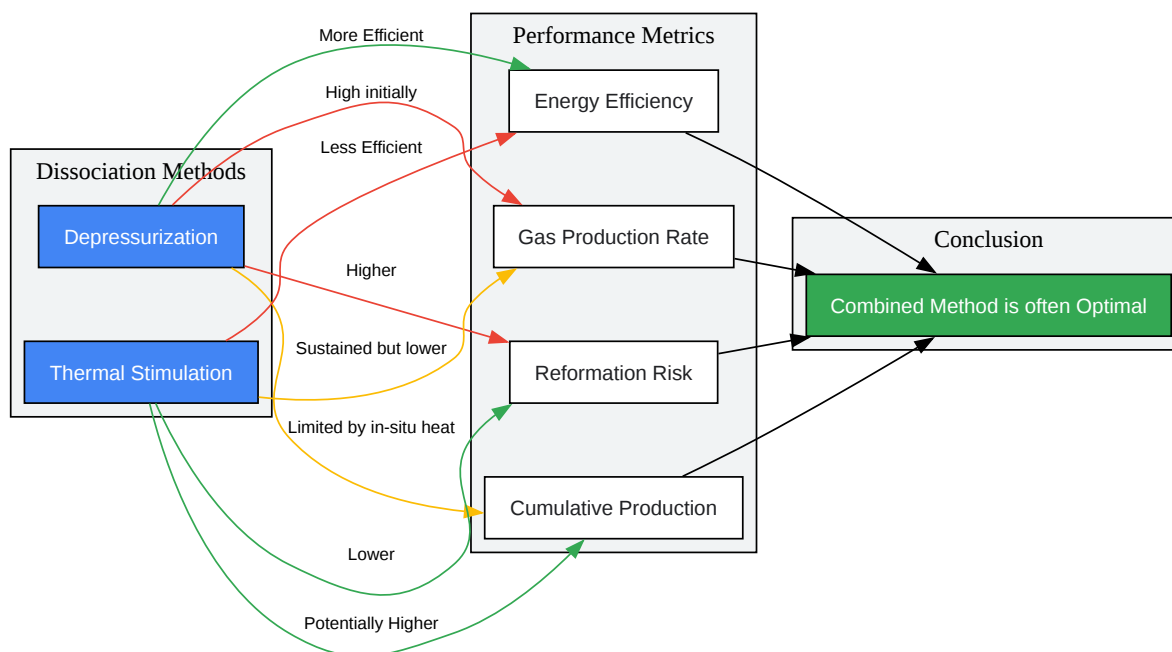 Dissociation Methods
Depressurization
Thermal Stimulation
More Efficient
High initially
Less Efficient
Higher
Sustained but lower
Limited by in-situ heat
Lower
Potentially Higher
Performance Metrics
Energy Efficiency
Gas Production Rate
Reformation Risk
Cumulative Production
Conclusion
Combined Method is often Optimal